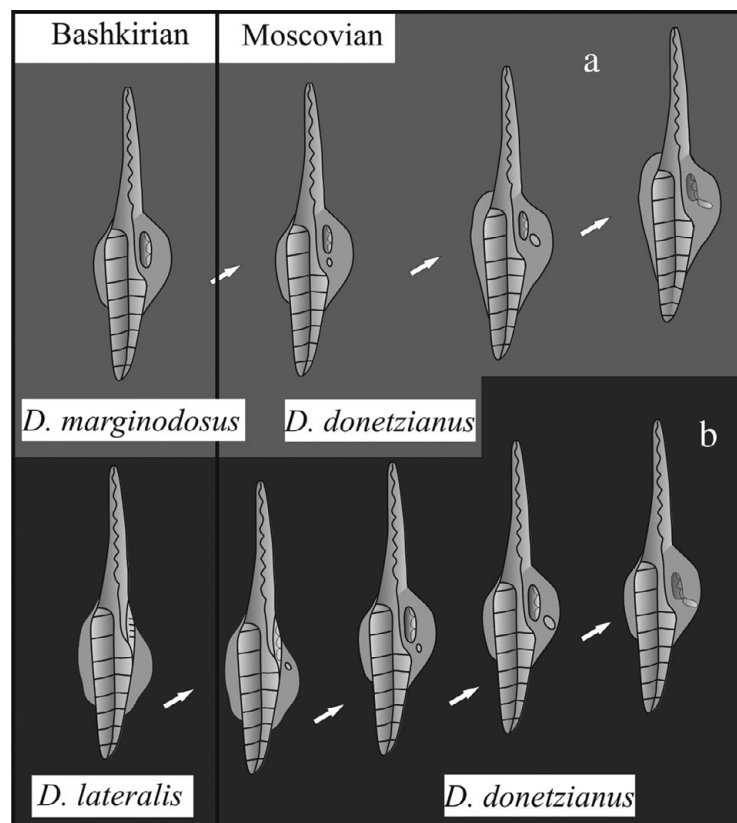 Bashkirian Moscovian
a
D. marginodosus D. donetzianus
b
D. lateralis D. donetzianus